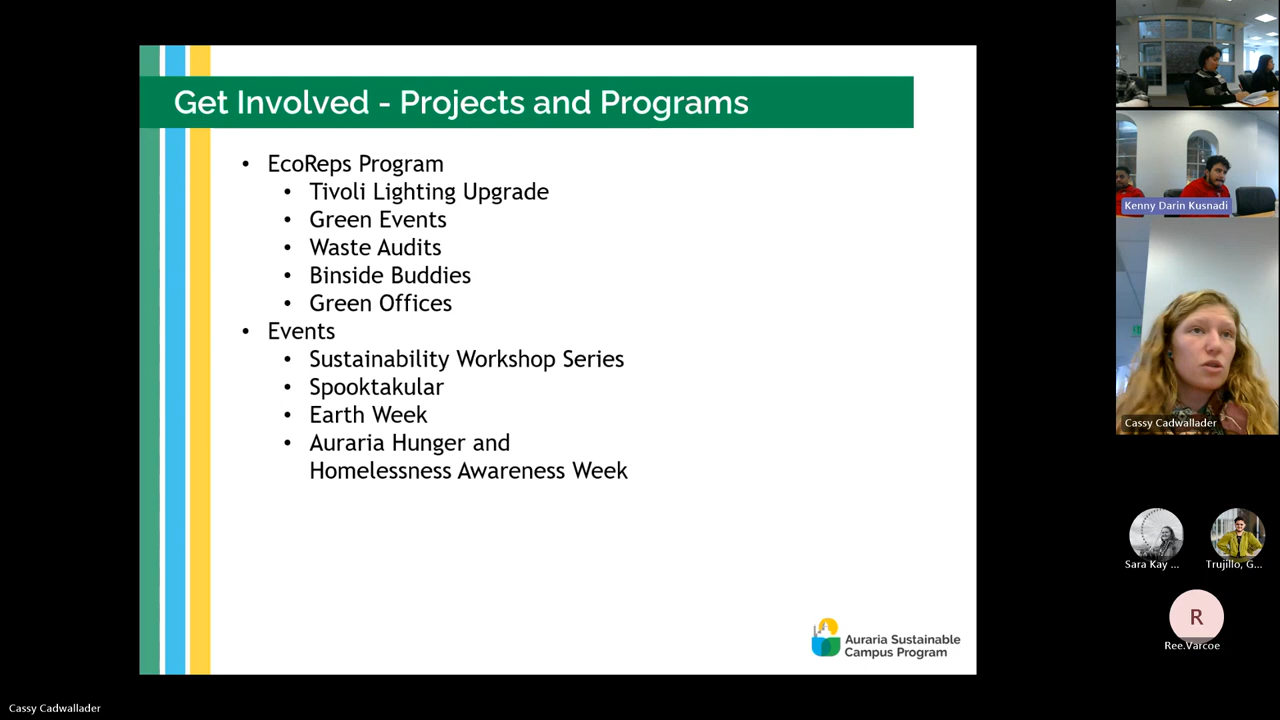 Get Involved - Projects and Programs
• EcoReps Program
• Tivoli Lighting Upgrade
• Green Events
• Waste Audits
• Binside Buddies
• Green Offices
• Events
• Sustainability Workshop Series
• Spooktakular
• Earth Week
• Auraria Hunger and
Homelessness Awareness Week
Auraria Sustainable
Campus Program
Kenny Darin Kusnadi
Cassy Cadwallader
Sara Kay ...
Trujillo, G...
R
Ree.Varcoe
Cassy Cadwallader